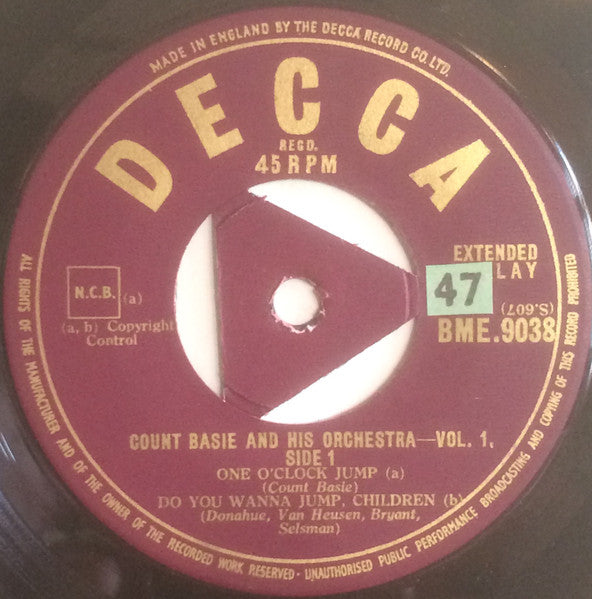 MADE IN ENGLAND BY THE DECCA RECORD CO. LTD.
DECCA
REGD.
45 RPM
EXTENDED
LAY
47
N.C.B. (a)
(a, b) Copyright
Control
(S.607)
BME.9038
COUNT BASIE AND HIS ORCHESTRA—VOL. 1.
SIDE 1
ONE O'CLOCK JUMP (a)
(Count Basie)
DO YOU WANNA JUMP, CHILDREN (b)
(Donahue, Van Heusen, Bryant,
Selsman)
ALL RIGHTS OF THE MANUFACTURER AND OF THE OWNER OF THE RECORDED WORK RESERVED · UNAUTHORISED PUBLIC PERFORMANCE BROADCASTING AND COPYING OF THIS RECORD PROHIBITED